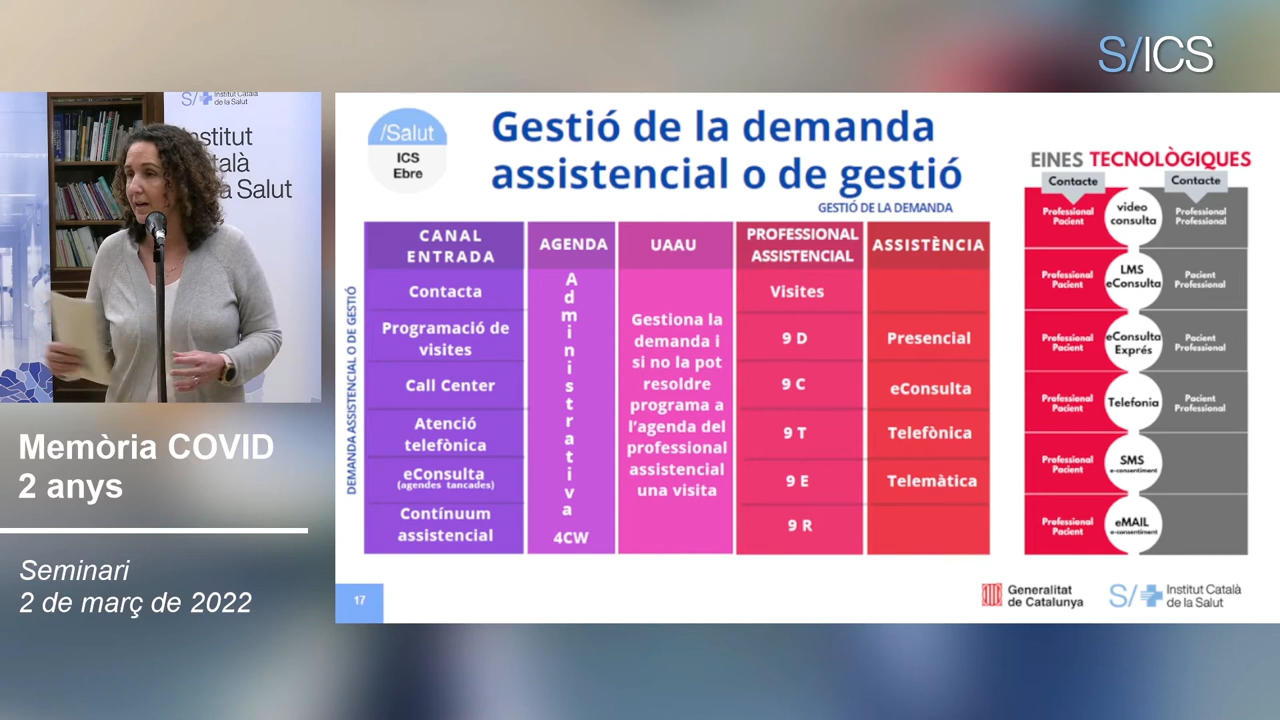 S/ICS
S/ Institut Català
de la Salut
Institut
Català
la Salut
Memòria COVID
2 anys
Seminari
2 de març de 2022
/Salut
ICS
Ebre
Gestió de la demanda
assistencial o de gestió
GESTIÓ DE LA DEMANDA
DEMANDA ASSISTENCIAL O DE GESTIÓ
CANAL
ENTRADA
Contacta
Programació de
visites
Call Center
Atenció
telefònica
eConsulta
(agendes tancades)
Contínuum
assistencial
AGENDA
Administrativa
4CW
UAAU
Gestiona la
demanda i
si no la pot
resoldre
programa a
l'agenda del
professional
assistencial
una visita
PROFESSIONAL
ASSISTENCIAL
Visites
9 D
9 C
9 T
9 E
9 R
ASSISTÈNCIA
Presencial
eConsulta
Telefònica
Telemàtica
EINES TECNOLÒGIQUES
Contacte
Contacte
Professional
Pacient
video
consulta
Professional
Professional
Professional
Pacient
LMS
eConsulta
Pacient
Professional
Professional
Pacient
eConsulta
Exprés
Pacient
Professional
Professional
Pacient
Telefonia
Pacient
Professional
Professional
Pacient
SMS
e-consentiment
Professional
Pacient
eMAIL
e-consentiment
17
Generalitat
de Catalunya
S/ Institut Català
de la Salut